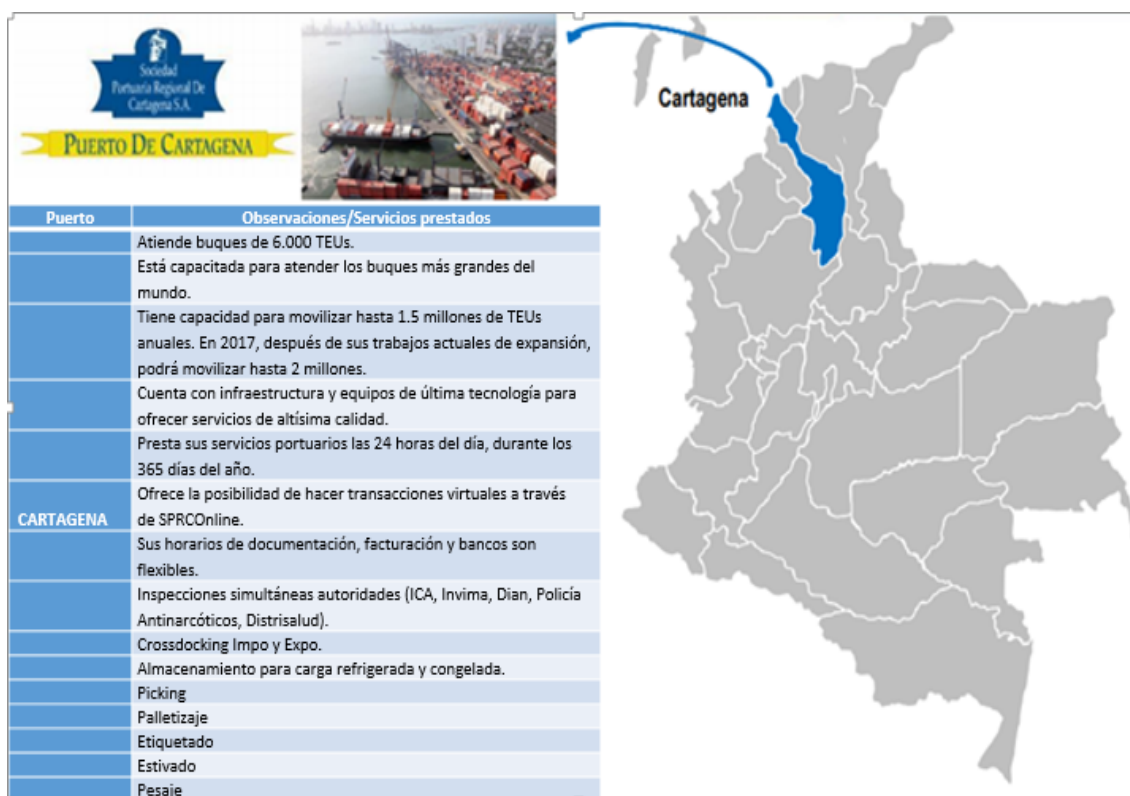 Sociedad
Portuaria Regional De
Cartagena S.A.
PUERTO DE CARTAGENA
Cartagena
Puerto Observaciones/Servicios prestados
Atiende buques de 6.000 TEUs.
Está capacitada para atender los buques más grandes del
mundo.
Tiene capacidad para movilizar hasta 1.5 millones de TEUs
anuales. En 2017, después de sus trabajos actuales de expansión,
podrá movilizar hasta 2 millones.
Cuenta con infraestructura y equipos de última tecnología para
ofrecer servicios de altísima calidad.
Presta sus servicios portuarios las 24 horas del día, durante los
365 días del año.
Ofrece la posibilidad de hacer transacciones virtuales a través
CARTAGENA de SPRCOnline.
Sus horarios de documentación, facturación y bancos son
flexibles.
Inspecciones simultáneas autoridades (ICA, Invima, Dian, Policía
Antinarcóticos, Distrisalud).
Crossdocking Impo y Expo.
Almacenamiento para carga refrigerada y congelada.
Picking
Palletizaje
Etiquetado
Estivado
Pesaje